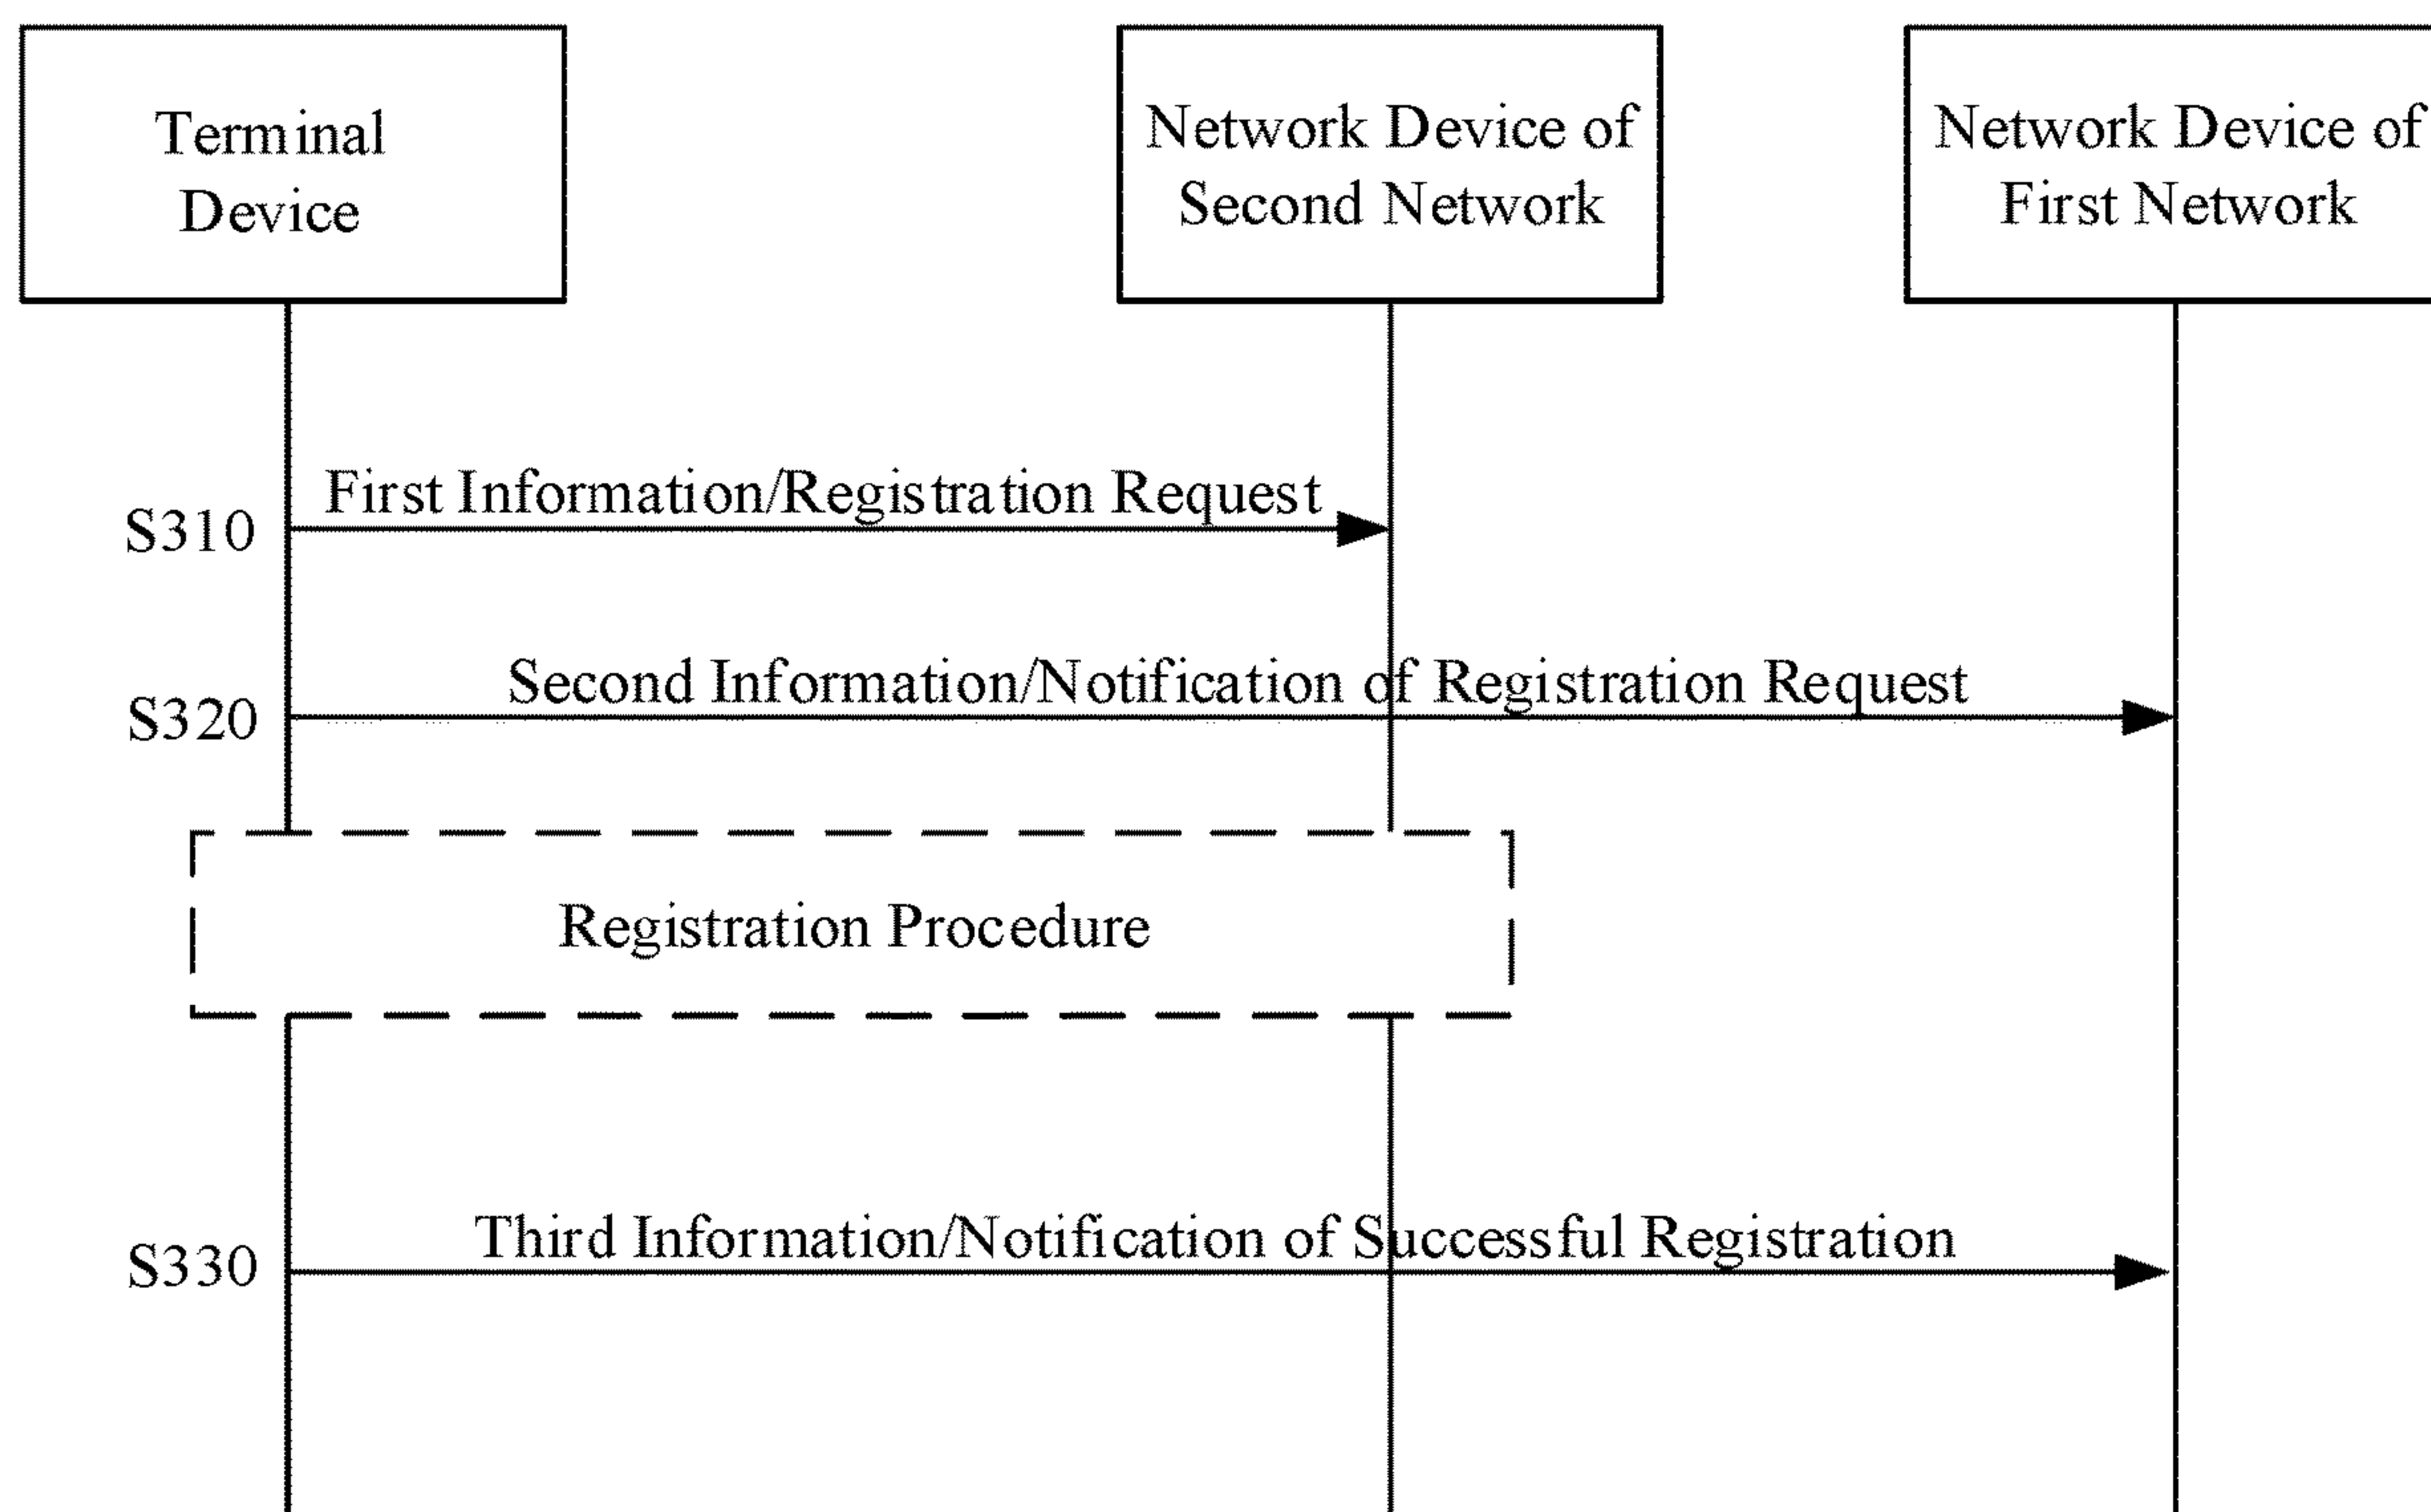 Terminal
Device
Network Device of
Second Network
Network Device of
First Network
First Information/Registration Request
S310
Second Information/Notification of Registration Request
S320
Registration Procedure
Third Information/Notification of Successful Registration
S330